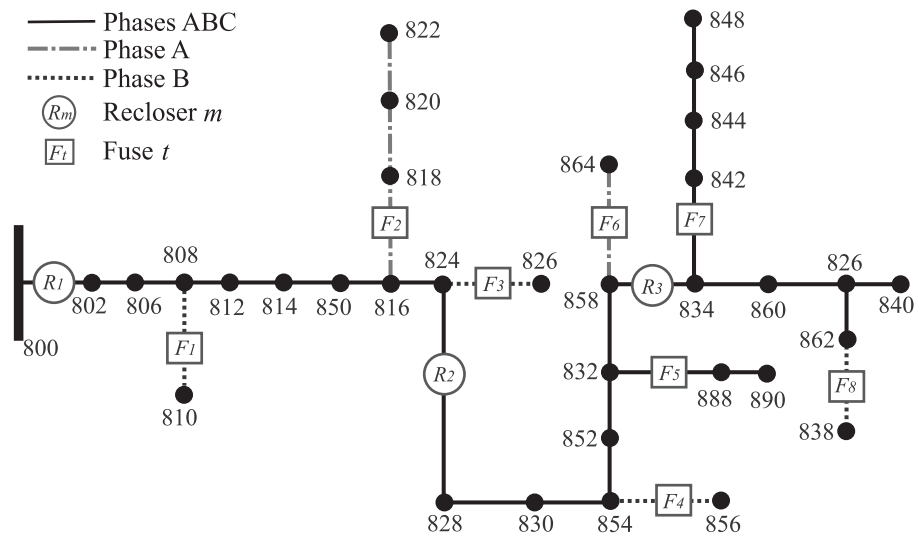 Phases ABC
Phase A
Phase B
Rm Recloser m
Ft Fuse t
822
820
818
F2
848
846
844
842
F7
864
F6
800
R1
802
806
808
812
814
850
816
824
F3
826
858
R3
834
860
826
840
F1
810
R2
832
F5
888
890
862
F8
838
852
828
830
854
F4
856